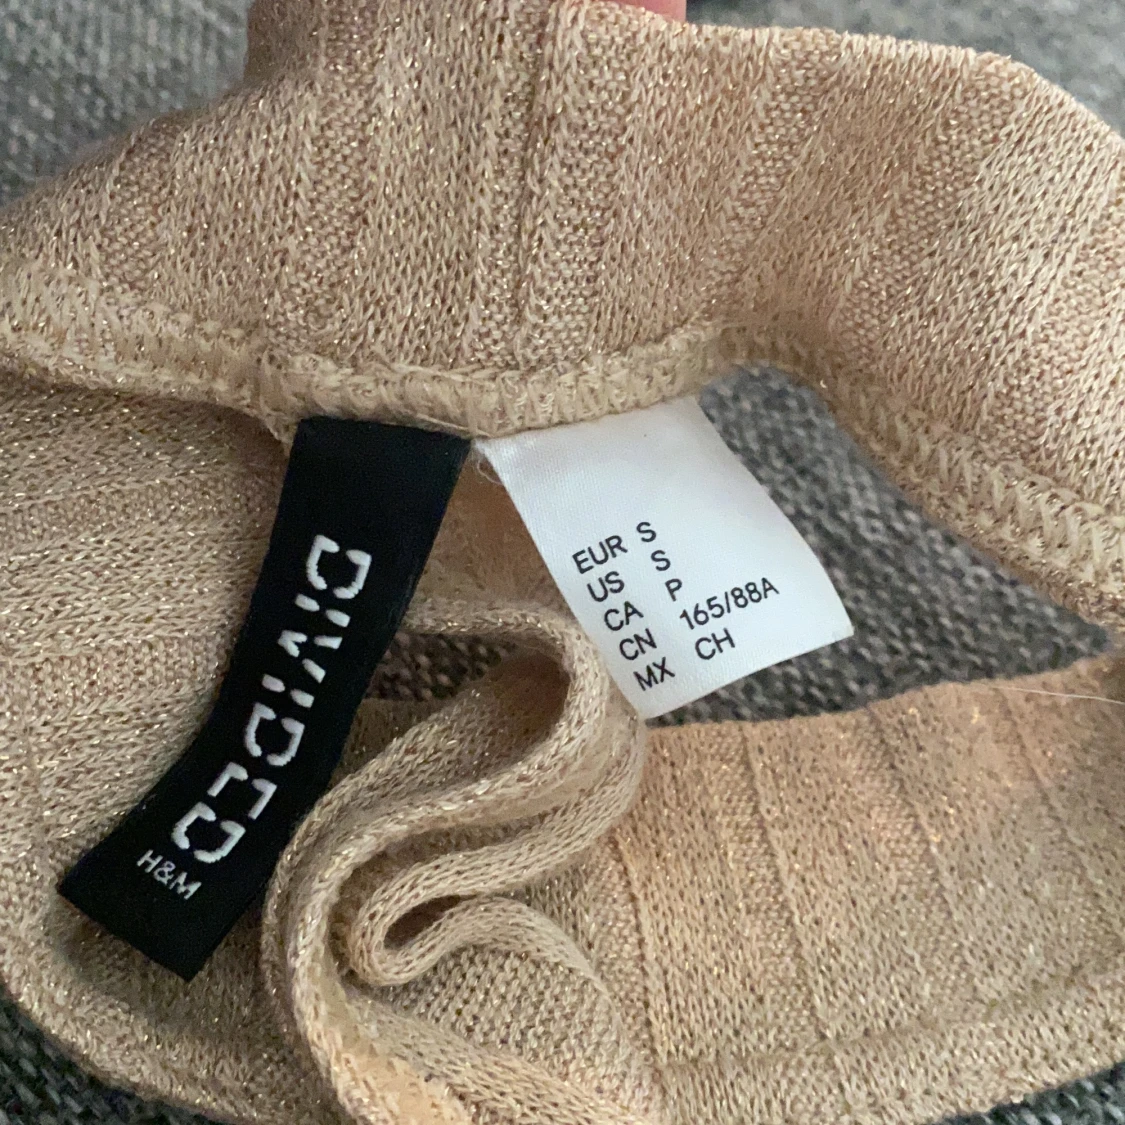 DIVIDED
H&M
EUR S
US S
CA P
CN 165/88A
MX CH